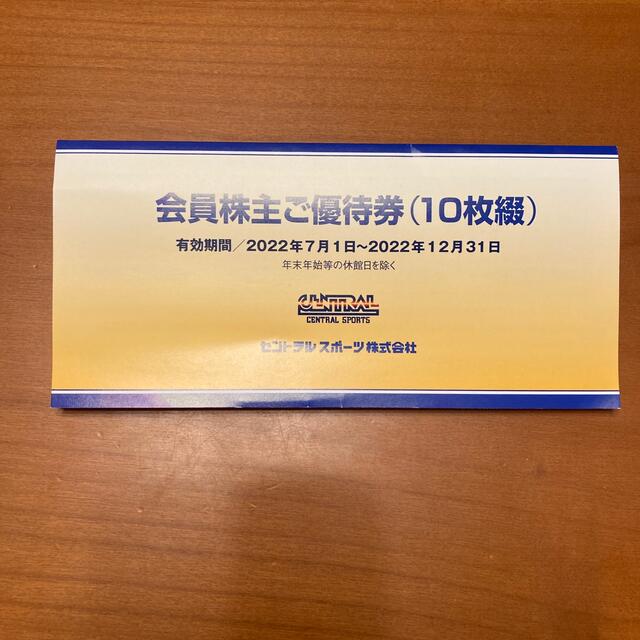 会員株主ご優待券(10枚綴)
有効期間/2022年7月1日~2022年12月31日
年末年始等の休館日を除く
CENTRAL
CENTRAL SPORTS
セントラルスポーツ株式会社